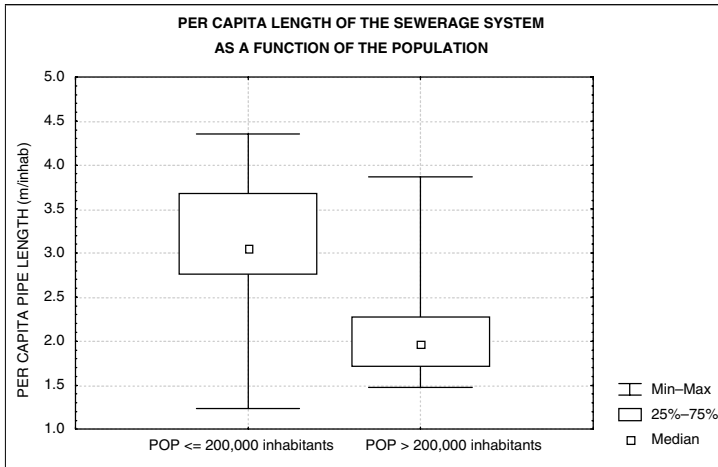 PER CAPITA LENGTH OF THE SEWERAGE SYSTEM
AS A FUNCTION OF THE POPULATION
PER CAPITA PIPE LENGTH (m/inhab)
5.0
4.5
4.0
3.5
3.0
2.5
2.0
1.5
1.0
POP <= 200,000 inhabitants
POP > 200,000 inhabitants
Min–Max
25%–75%
Median